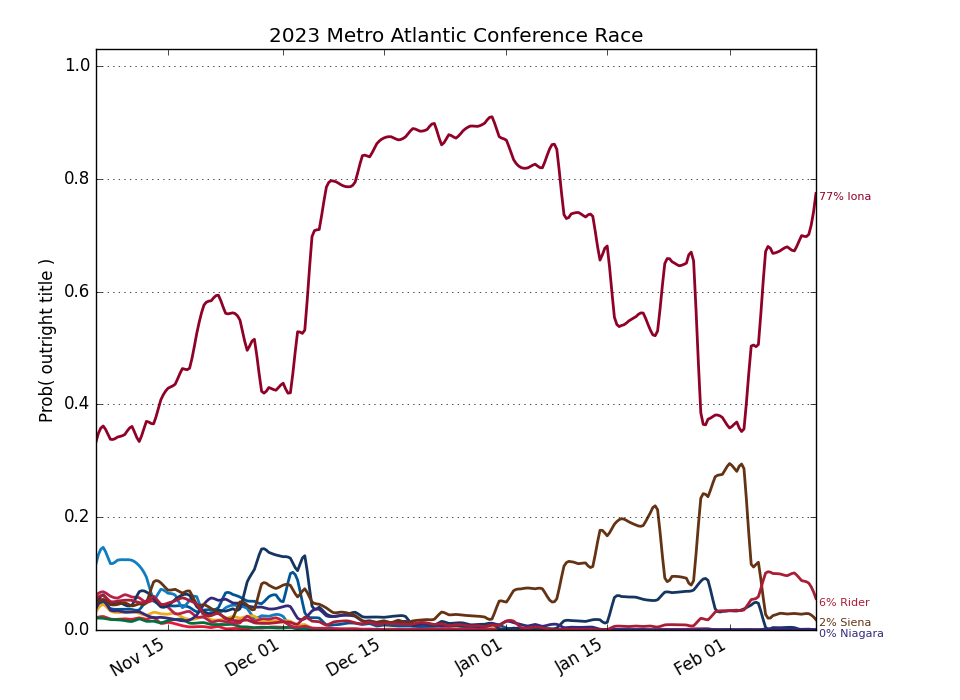 2023 Metro Atlantic Conference Race
1.0
0.8
0.6
0.4
0.2
0.0
Prob( outright title )
77% Iona
6% Rider
2% Siena
0% Niagara
Nov 15
Dec 01
Dec 15
Jan 01
Jan 15
Feb 01